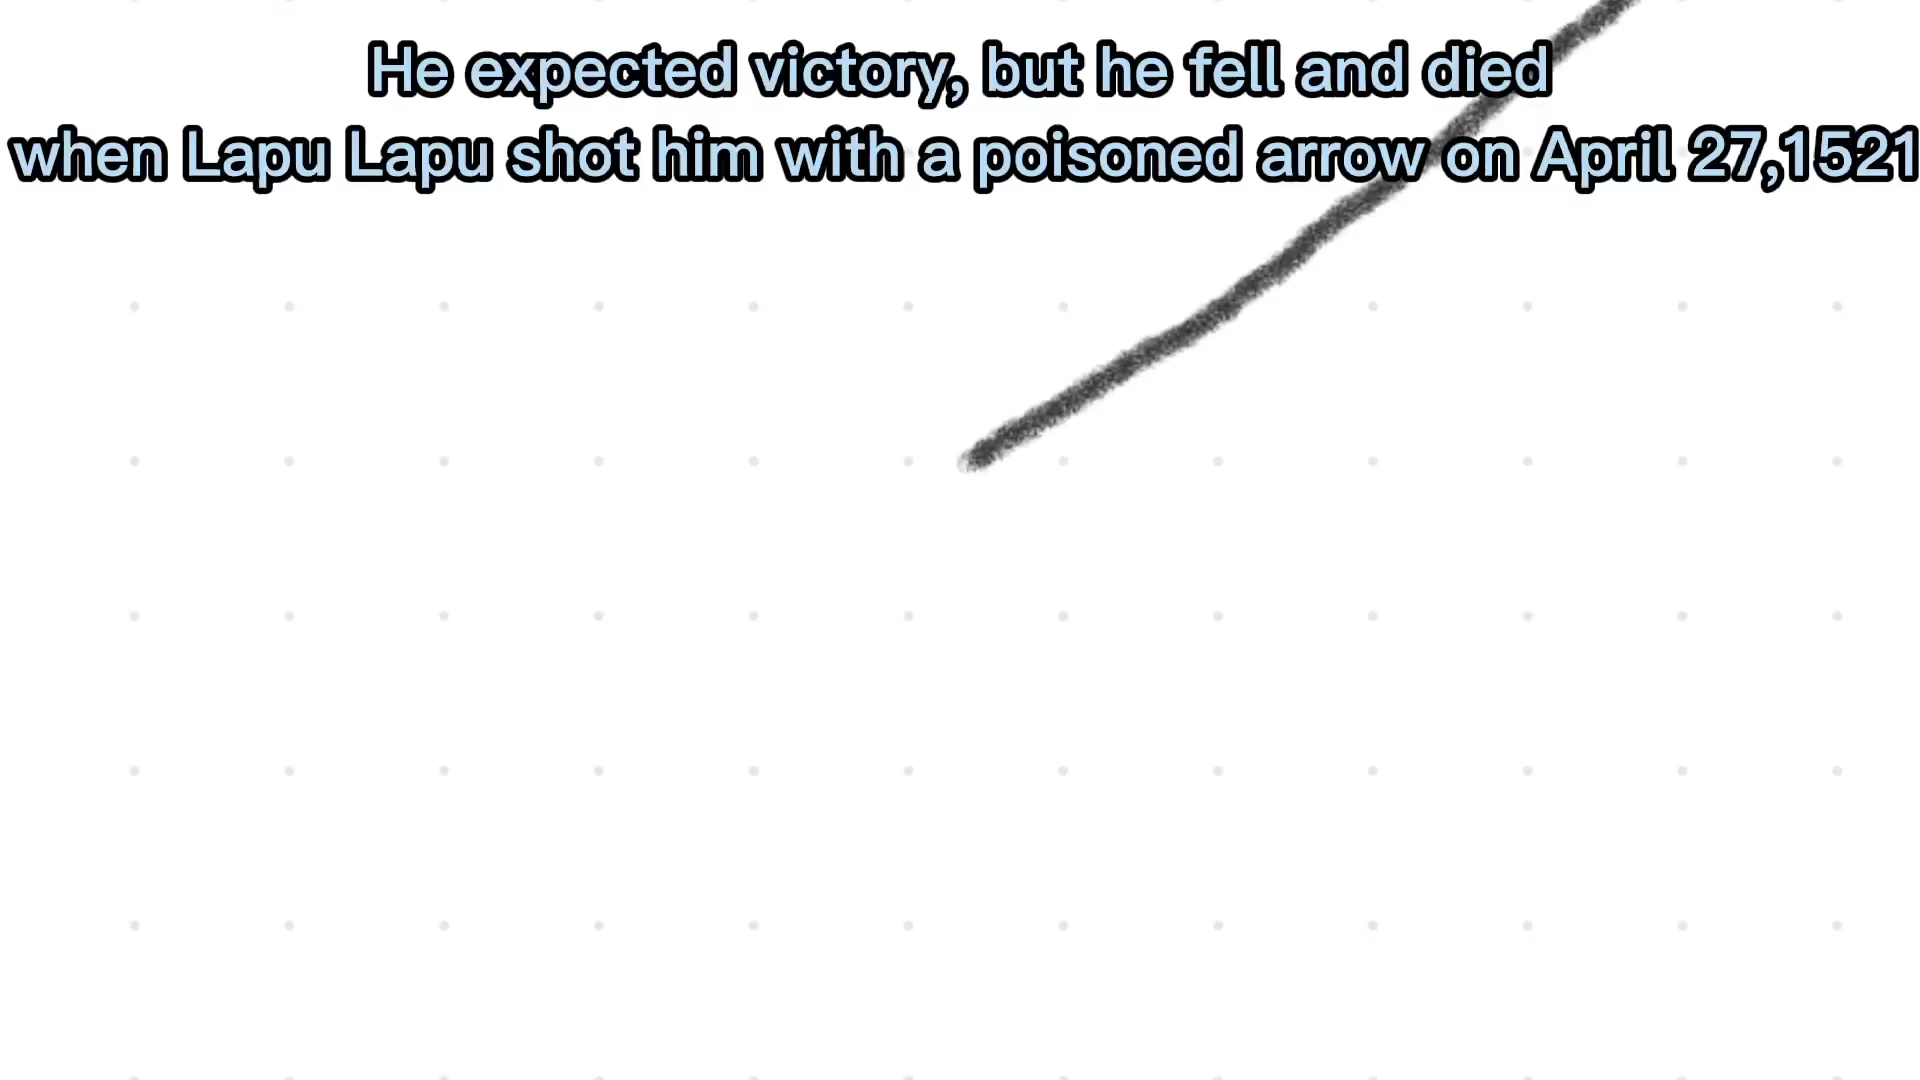 He expected victory, but he fell and died
when Lapu Lapu shot him with a poisoned arrow on April 27,1521